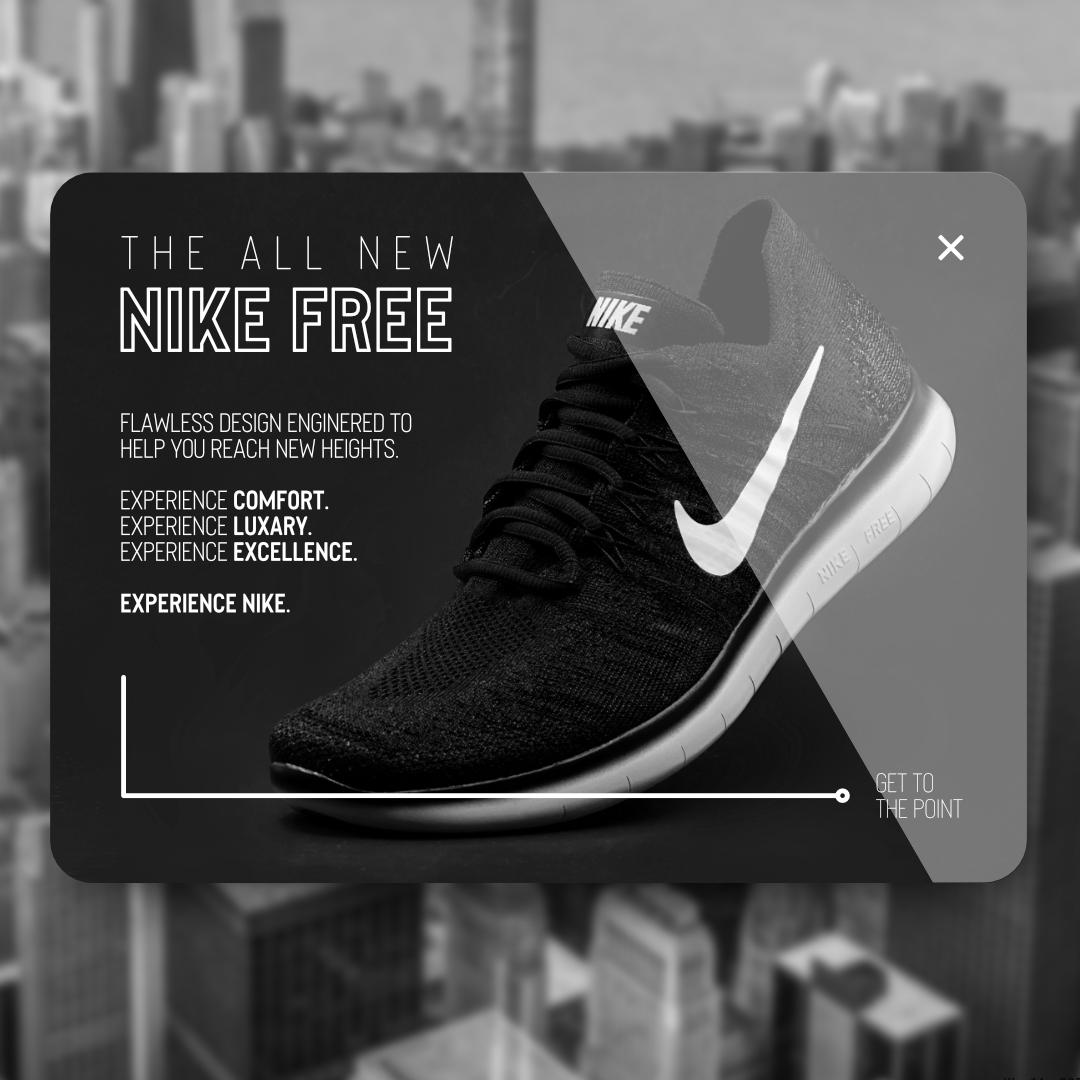 THE ALL NEW
NIKE FREE
NIKE
FLAWLESS DESIGN ENGINERED TO
HELP YOU REACH NEW HEIGHTS.
EXPERIENCE COMFORT.
EXPERIENCE LUXARY.
EXPERIENCE EXCELLENCE.
EXPERIENCE NIKE.
NIKE FREE
GET TO
THE POINT